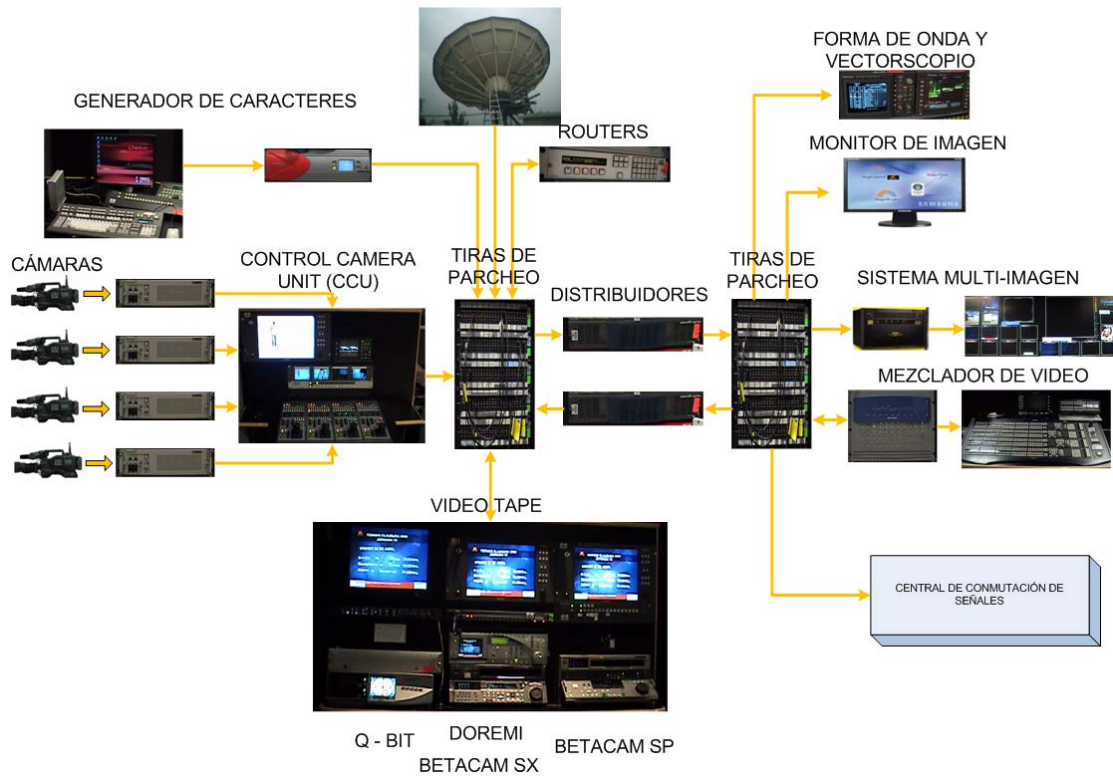 FORMA DE ONDA Y
VECTORSCOPIO
GENERADOR DE CARACTERES
ROUTERS
MONITOR DE IMAGEN
SAMSUNG
CÁMARAS
CONTROL CAMERA
UNIT (CCU)
TIRAS DE
PARCHEO
DISTRIBUIDORES
TIRAS DE
PARCHEO
SISTEMA MULTI-IMAGEN
MEZCLADOR DE VIDEO
VIDEO TAPE
CENTRAL DE CONMUTACIÓN DE
SEÑALES
Q - BIT
DOREMI
BETACAM SX
BETACAM SP